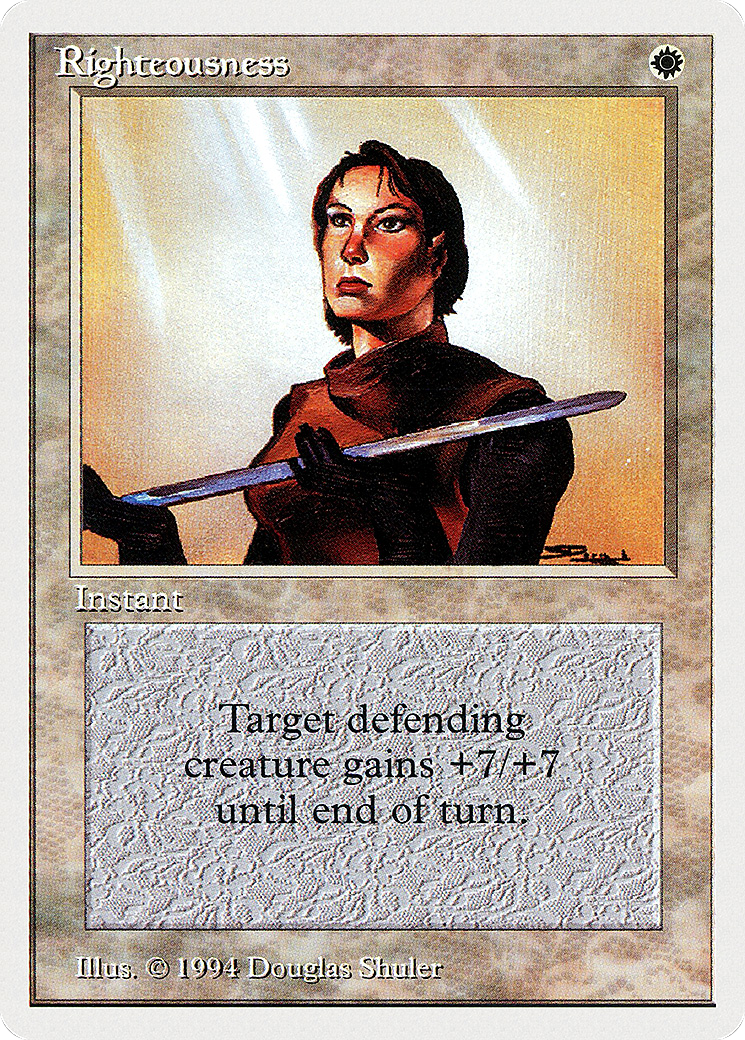 Righteousness
Instant
Target defending
creature gains +7/+7
until end of turn.
Illus. © 1994 Douglas Shuler